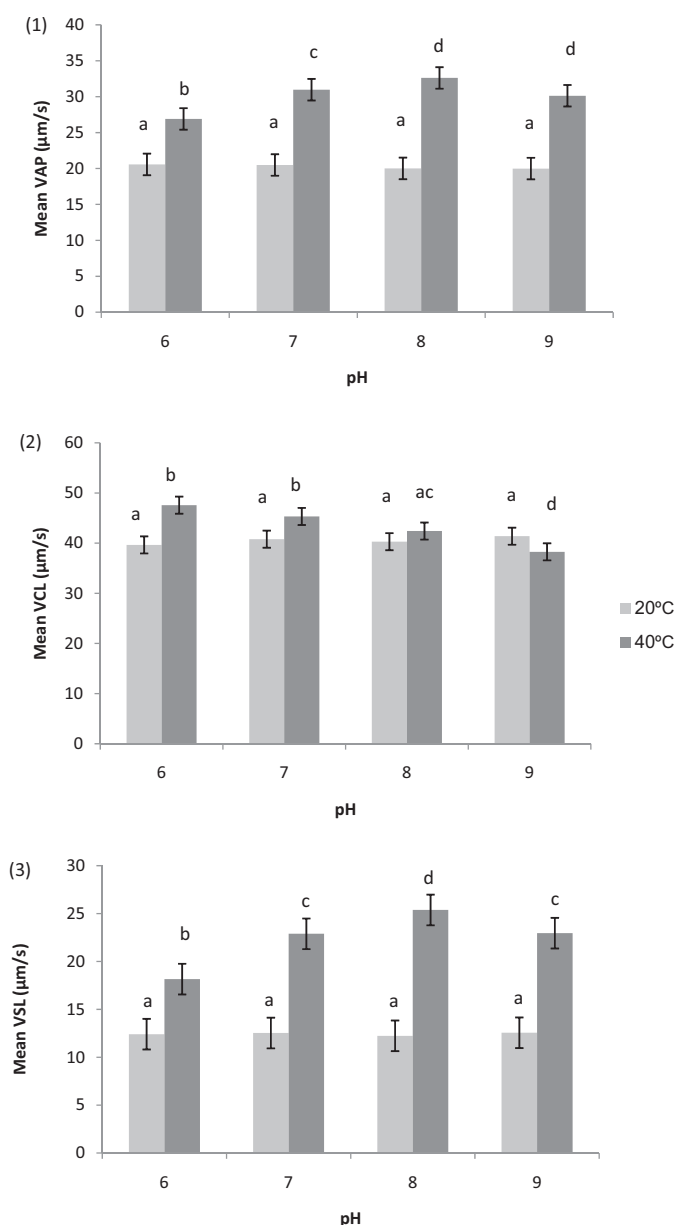 (1)
Mean VAP (µm/s)
40
35
30
25
20
15
10
5
0
a b a c a d a d
6 7 8 9
pH
(2)
Mean VCL (µm/s)
60
50
40
30
20
10
0
a b a b a ac a d
6 7 8 9
pH
20ºC
40ºC
(3)
Mean VSL (µm/s)
30
25
20
15
10
5
0
a b a c a d a c
6 7 8 9
pH